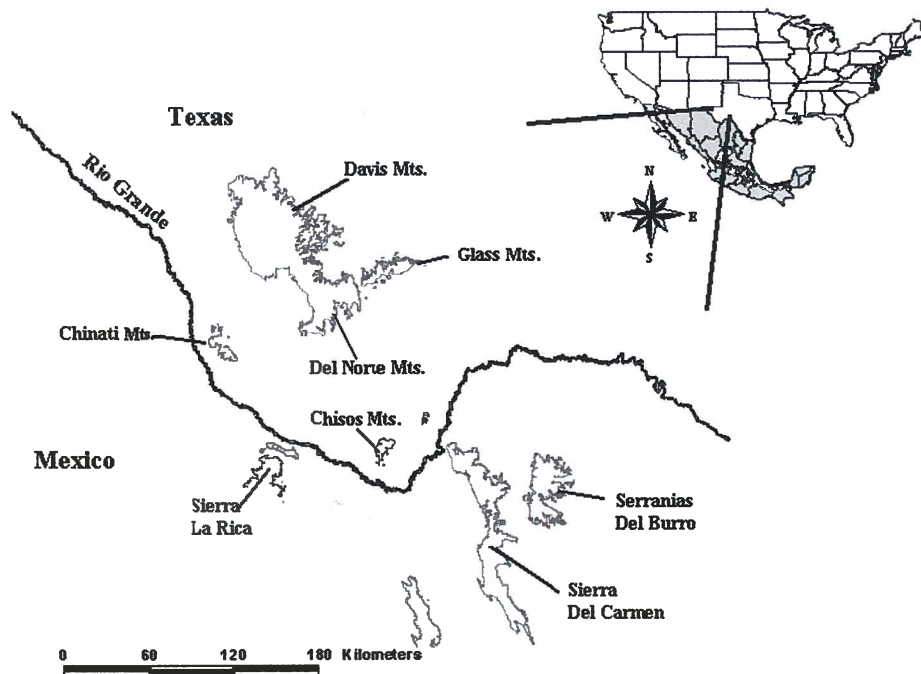 Texas
Rio Grande
Davis Mts.
N
W
E
S
Glass Mts.
Chinati Mts.
Del Norte Mts.
Chisos Mts.
Mexico
Sierra
La Rica
Serranias
Del Burro
Sierra
Del Carmen
0 60 120 180 Kilometers